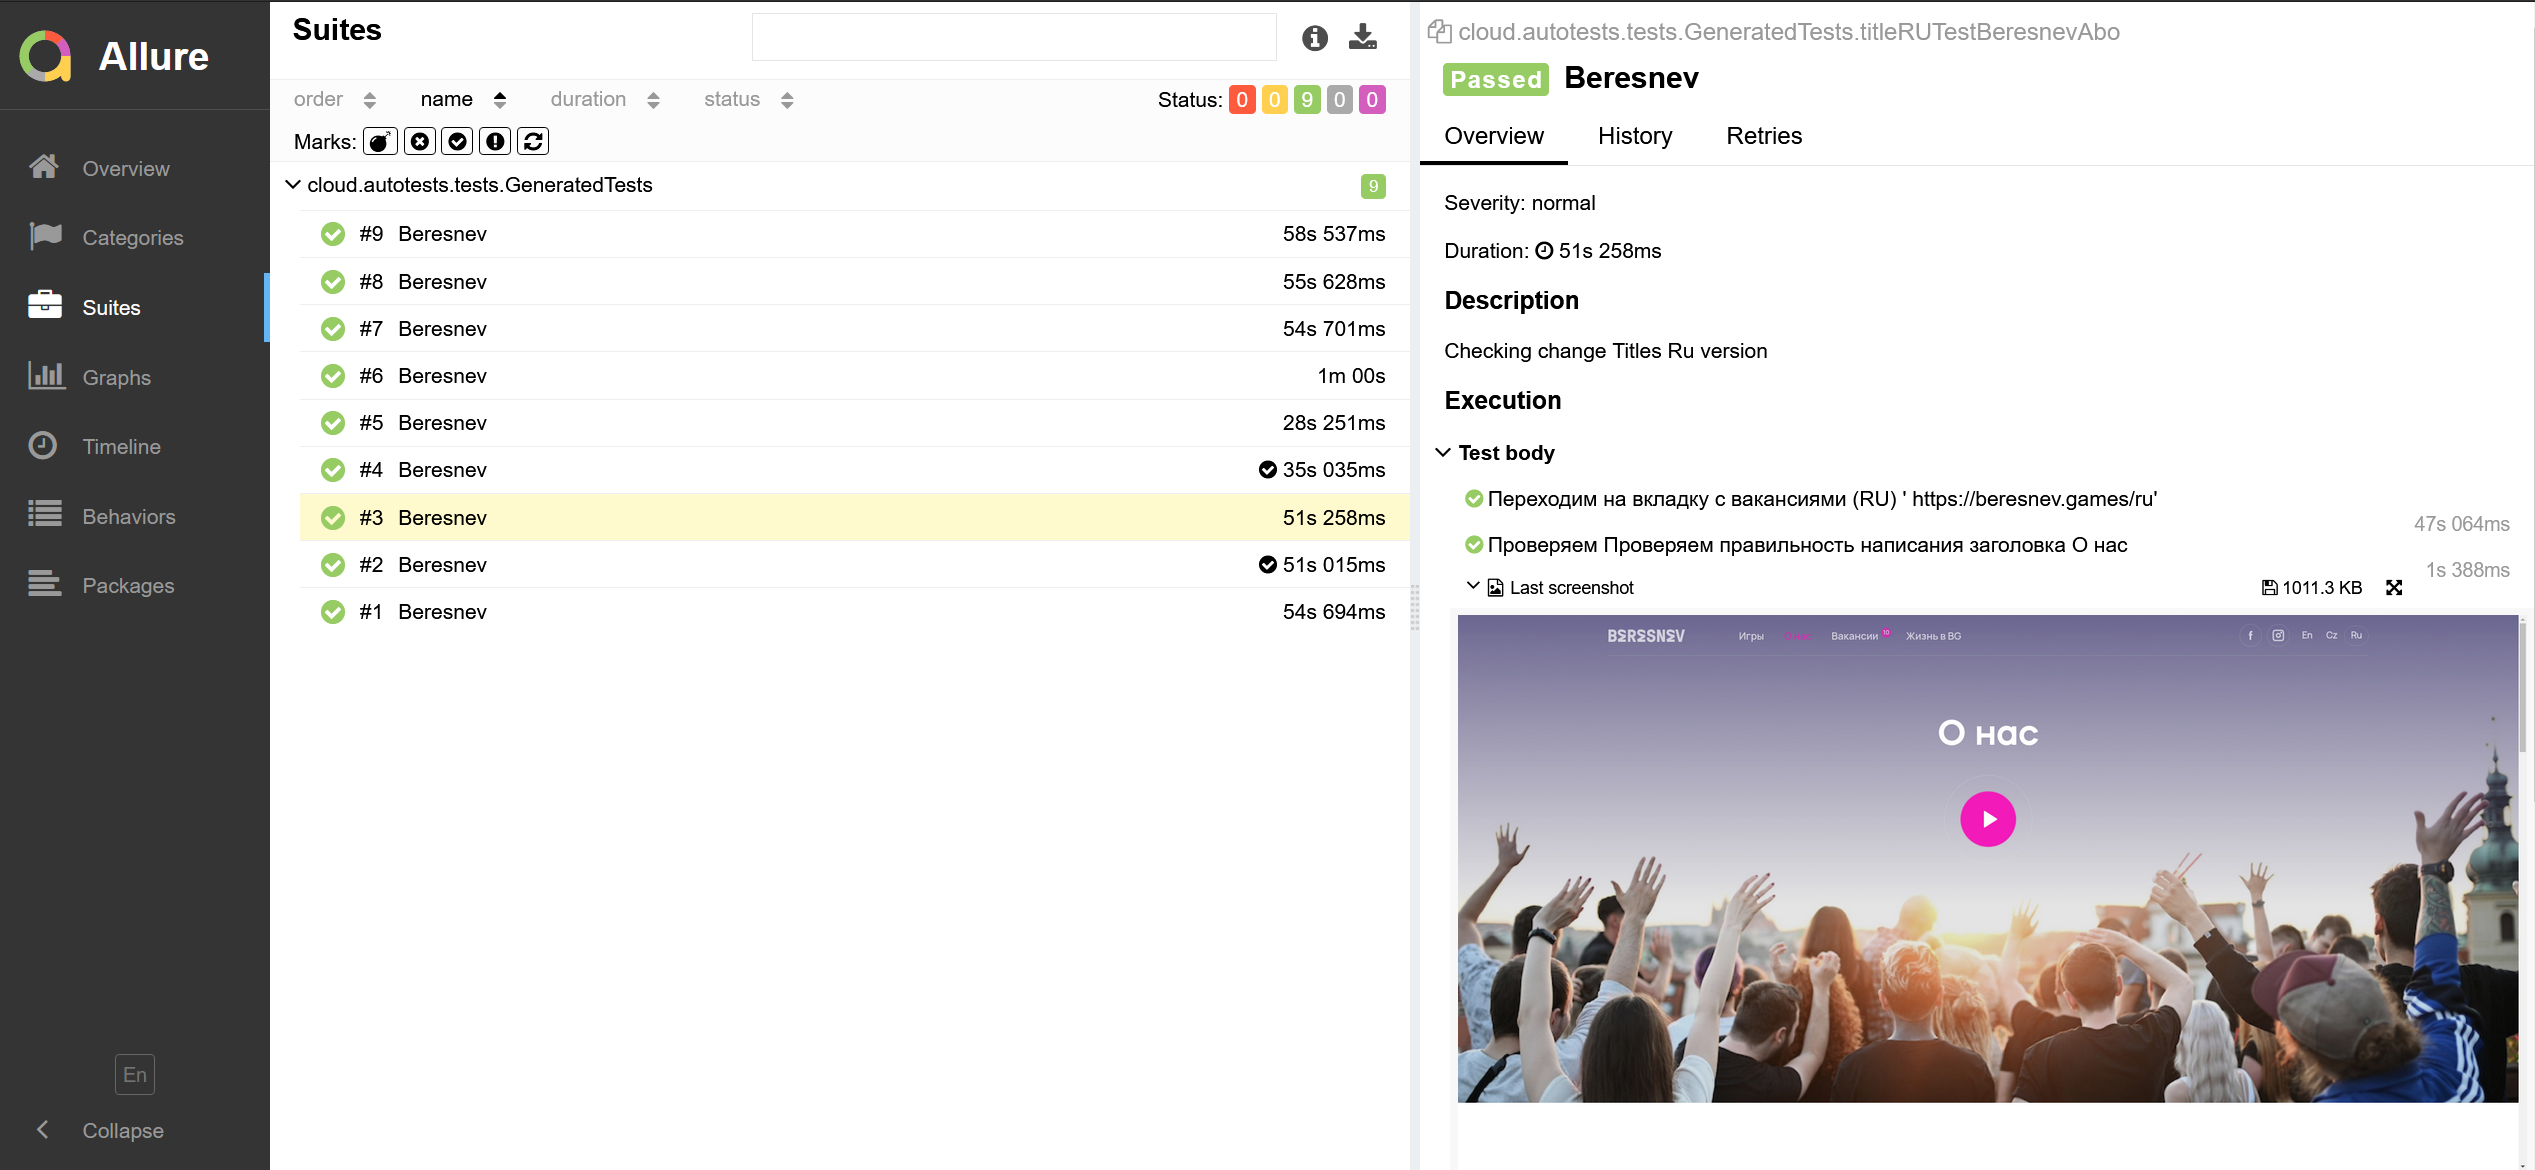 Allure
Overview
Categories
Suites
Graphs
Timeline
Behaviors
Packages
En
Collapse
Suites
order name duration status
Status: 0 0 9 0 0
Marks:
cloud.autotests.tests.GeneratedTests 9
#9 Beresnev 58s 537ms
#8 Beresnev 55s 628ms
#7 Beresnev 54s 701ms
#6 Beresnev 1m 00s
#5 Beresnev 28s 251ms
#4 Beresnev 35s 035ms
#3 Beresnev 51s 258ms
#2 Beresnev 51s 015ms
#1 Beresnev 54s 694ms
cloud.autotests.tests.GeneratedTests.titleRUTestBeresnevAbo
Passed Beresnev
Overview History Retries
Severity: normal
Duration: 51s 258ms
Description
Checking change Titles Ru version
Execution
Test body
Переходим на вкладку с вакансиями (RU) ' https://beresnev.games/ru'
47s 064ms
Проверяем Проверяем правильность написания заголовка О нас
1s 388ms
Last screenshot 1011.3 KB
BERESNEV Игры О нас Вакансии 10 Жизнь в BG f En Cz Ru
О нас